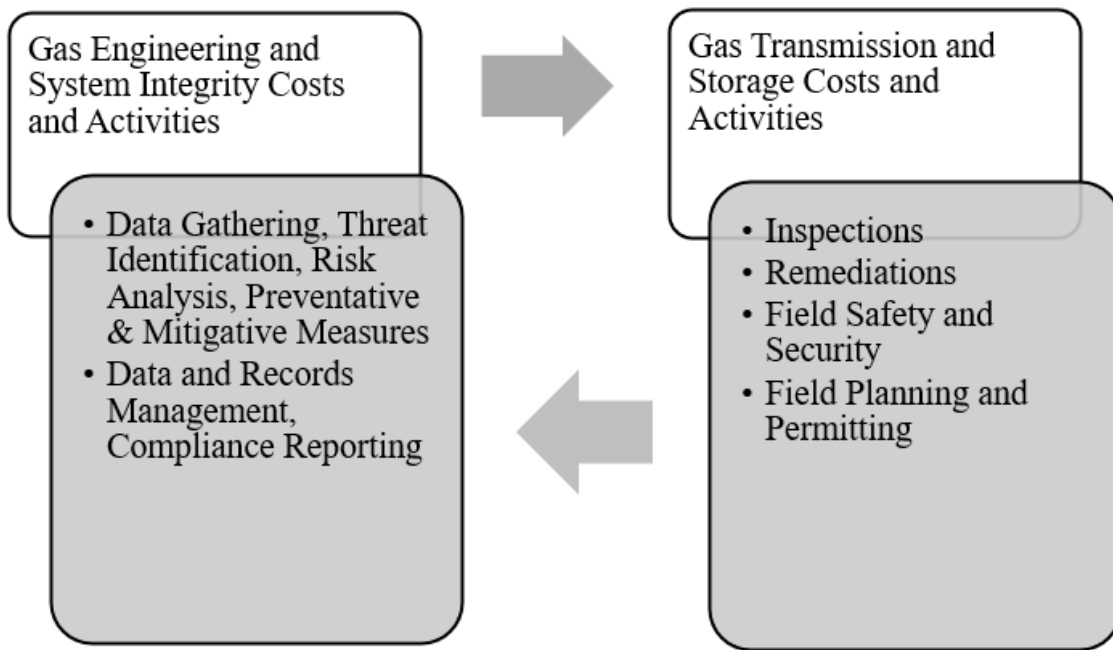 Gas Engineering and
System Integrity Costs
and Activities
• Data Gathering, Threat
Identification, Risk
Analysis, Preventative
& Mitigative Measures
• Data and Records
Management,
Compliance Reporting
Gas Transmission and
Storage Costs and
Activities
• Inspections
• Remediations
• Field Safety and
Security
• Field Planning and
Permitting